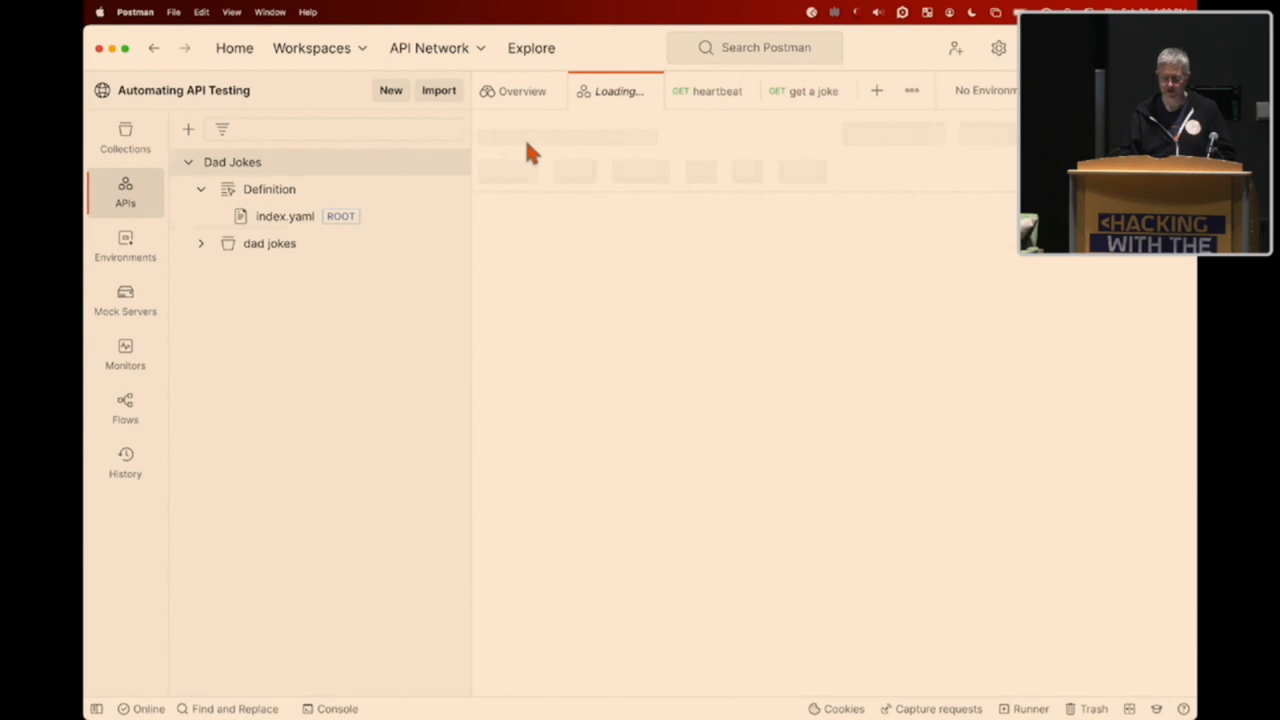 Postman File Edit View Window Help
Home Workspaces API Network Explore Search Postman
Automating API Testing New Import Overview Loading... GET heartbeat GET get a joke No Environm
Collections
APIs
Environments
Mock Servers
Monitors
Flows
History
Dad Jokes
Definition
index.yaml ROOT
dad jokes
<HACKING
WITH THE
Online Find and Replace Console Cookies Capture requests Runner Trash